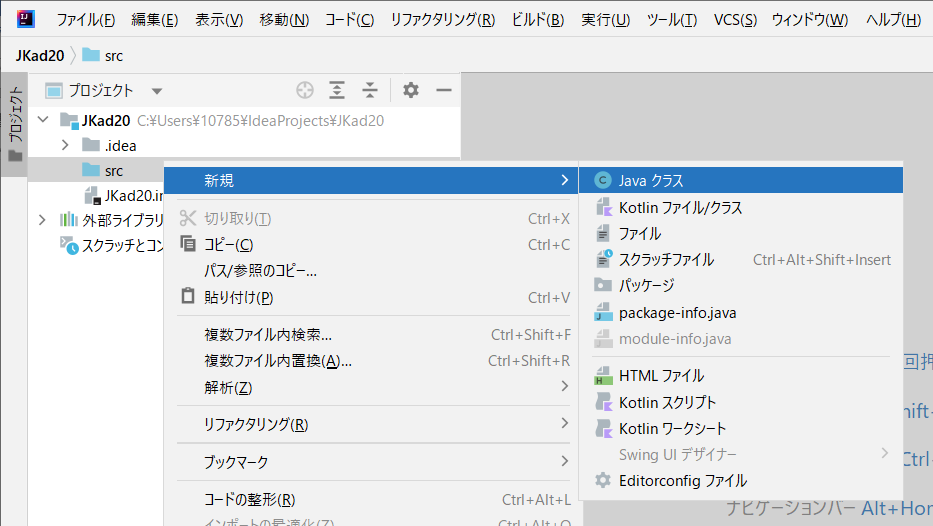 ファイル(F) 編集(E) 表示(V) 移動(N) コード(C) リファクタリング(R) ビルド(B) 実行(U) ツール(T) VCS(S) ウィンドウ(W) ヘルプ(H)
JKad20 src
プロジェクト
プロジェクト
JKad20 C:¥Users¥10785¥IdeaProjects¥JKad20
.idea
src
JKad20.im
外部ライブラリ
スクラッチとコン
新規
切り取り(T) Ctrl+X
コピー(C) Ctrl+C
パス/参照のコピー...
貼り付け(P) Ctrl+V
複数ファイル内検索... Ctrl+Shift+F
複数ファイル内置換(A)... Ctrl+Shift+R
解析(Z)
リファクタリング(R)
ブックマーク
コードの整形(R) Ctrl+Alt+L
インポートの最適化(Z) Ctrl+Alt+O
Java クラス
Kotlin ファイル/クラス
ファイル
スクラッチファイル Ctrl+Alt+Shift+Insert
パッケージ
package-info.java
module-info.java
HTML ファイル
Kotlin スクリプト
Kotlin ワークシート
Swing UI デザイナー
Editorconfig ファイル
回押
hift+
Ctrl+
ナビゲーションバー Alt+Hom